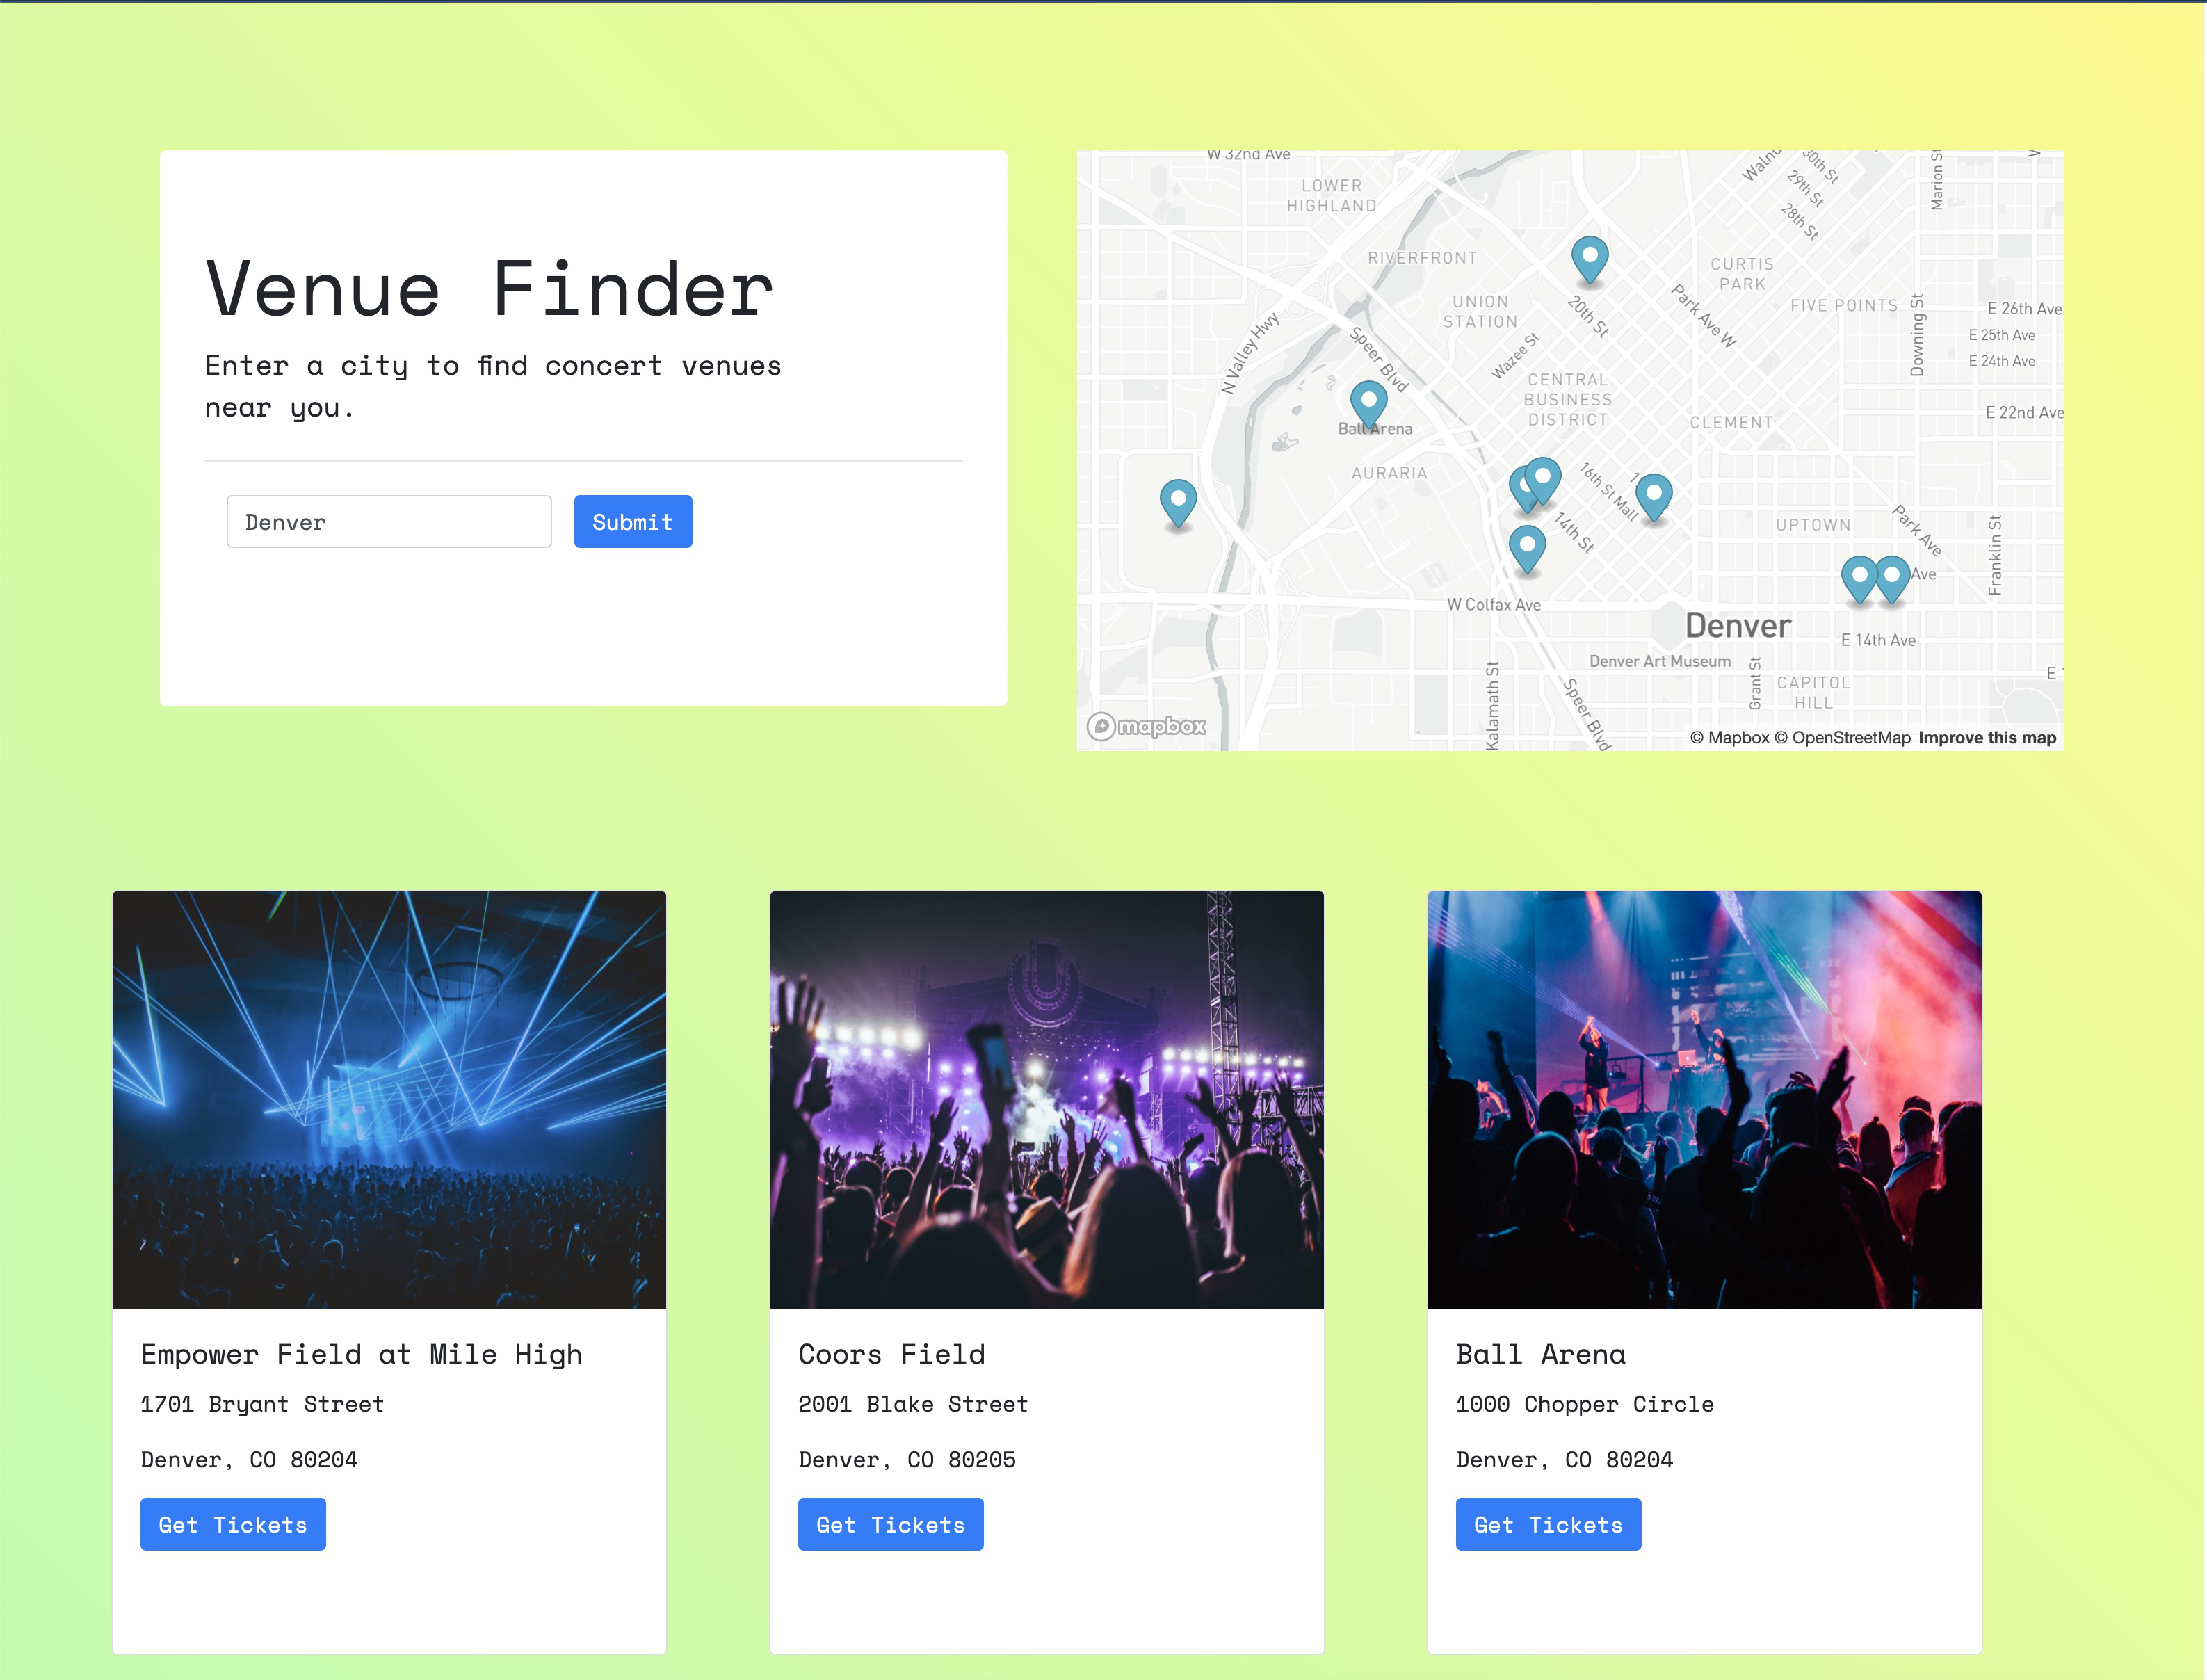 Venue Finder
Enter a city to find concert venues
near you.
Denver
Submit
W 32nd Ave
LOWER
HIGHLAND
30th St
29th St
28th St
Marion St
RIVERFRONT
CURTIS
PARK
UNION
STATION
20th St
Park Ave W
FIVE POINTS
Downing St
E 26th Ave
E 25th Ave
E 24th Ave
N Valley Hwy
Speer Blvd
Wazee St
CENTRAL
BUSINESS
DISTRICT
E 22nd Ave
CLEMENT
Ball Arena
AURARIA
16th St Mall
14th St
UPTOWN
Park Ave
Franklin St
Ave
W Colfax Ave
Denver
E 14th Ave
Denver Art Museum
Grant St
CAPITOL
HILL
Kalamath St
Speer Blvd
mapbox
© Mapbox © OpenStreetMap Improve this map
Empower Field at Mile High
1701 Bryant Street
Denver, CO 80204
Get Tickets
Coors Field
2001 Blake Street
Denver, CO 80205
Get Tickets
Ball Arena
1000 Chopper Circle
Denver, CO 80204
Get Tickets